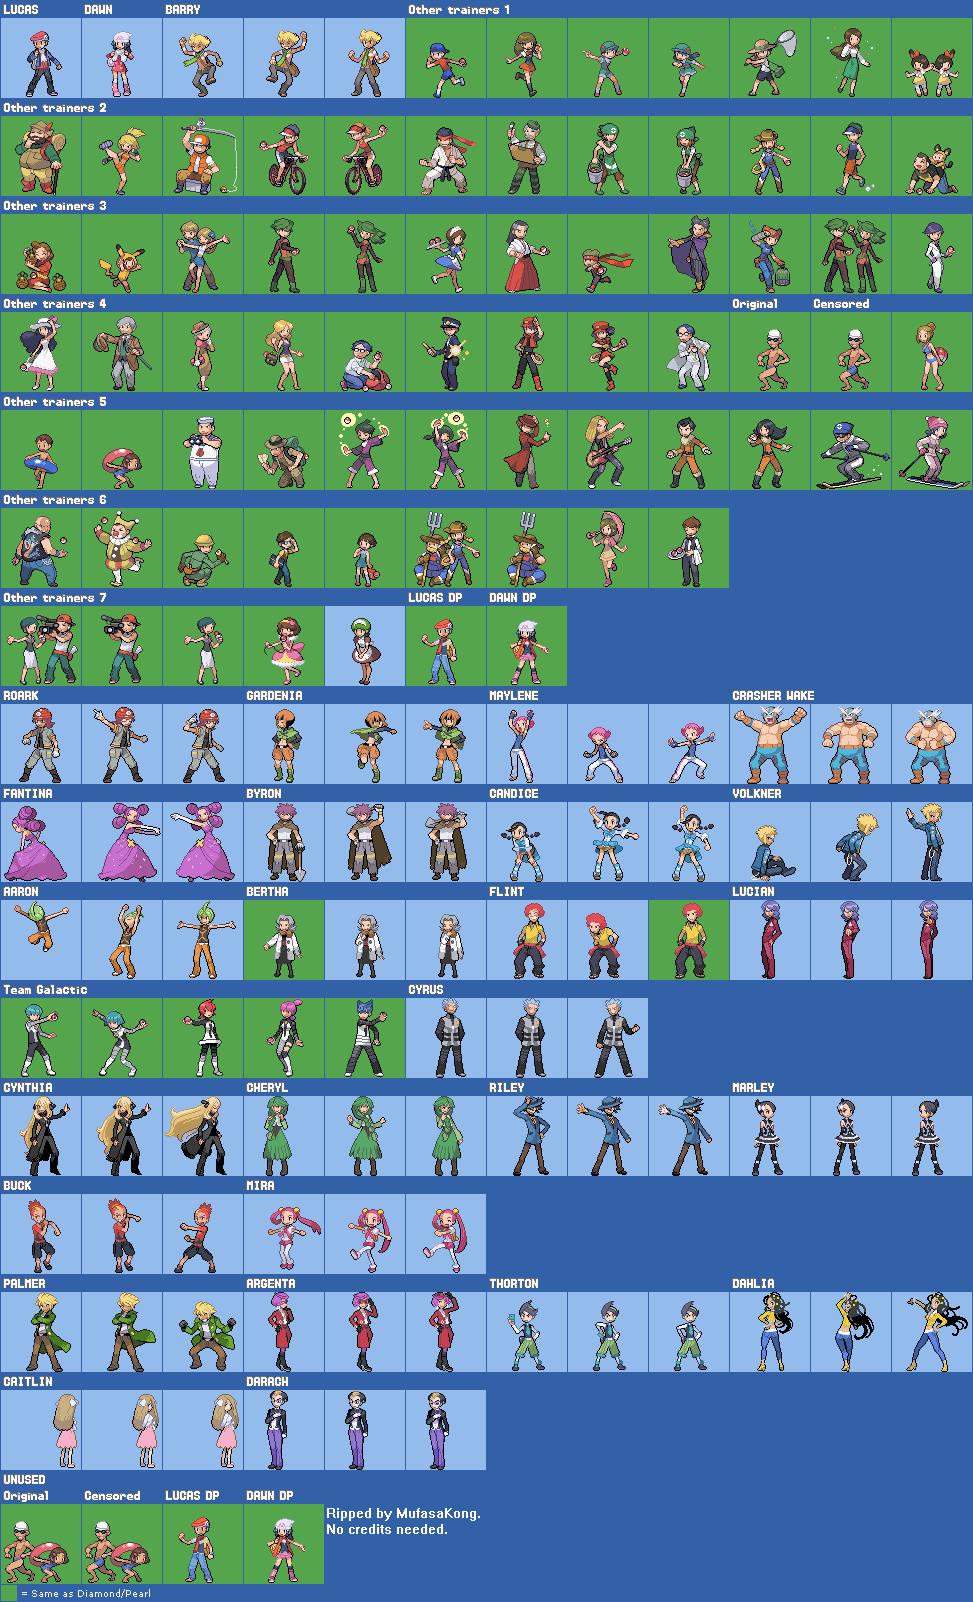 LUCAS DAWN BARRY Other trainers 1
Other trainers 2
Other trainers 3
Other trainers 4 Original Censored
Other trainers 5
Other trainers 6
Other trainers 7 LUCAS DP DAWN DP
ROARK GARDENIA MAYLENE CRASHER WAKE
FANTINA BYRON CANDICE VOLKNER
AARON BERTHA FLINT LUCIAN
Team Galactic CYRUS
CYNTHIA CHERYL RILEY MARLEY
BUCK MIRA
PALMER ARGENTA THORTON DAHLIA
CAITLIN DARACH
UNUSED
Original Censored LUCAS DP DAWN DP
Ripped by MufasaKong.
No credits needed.
= Same as Diamond/Pearl